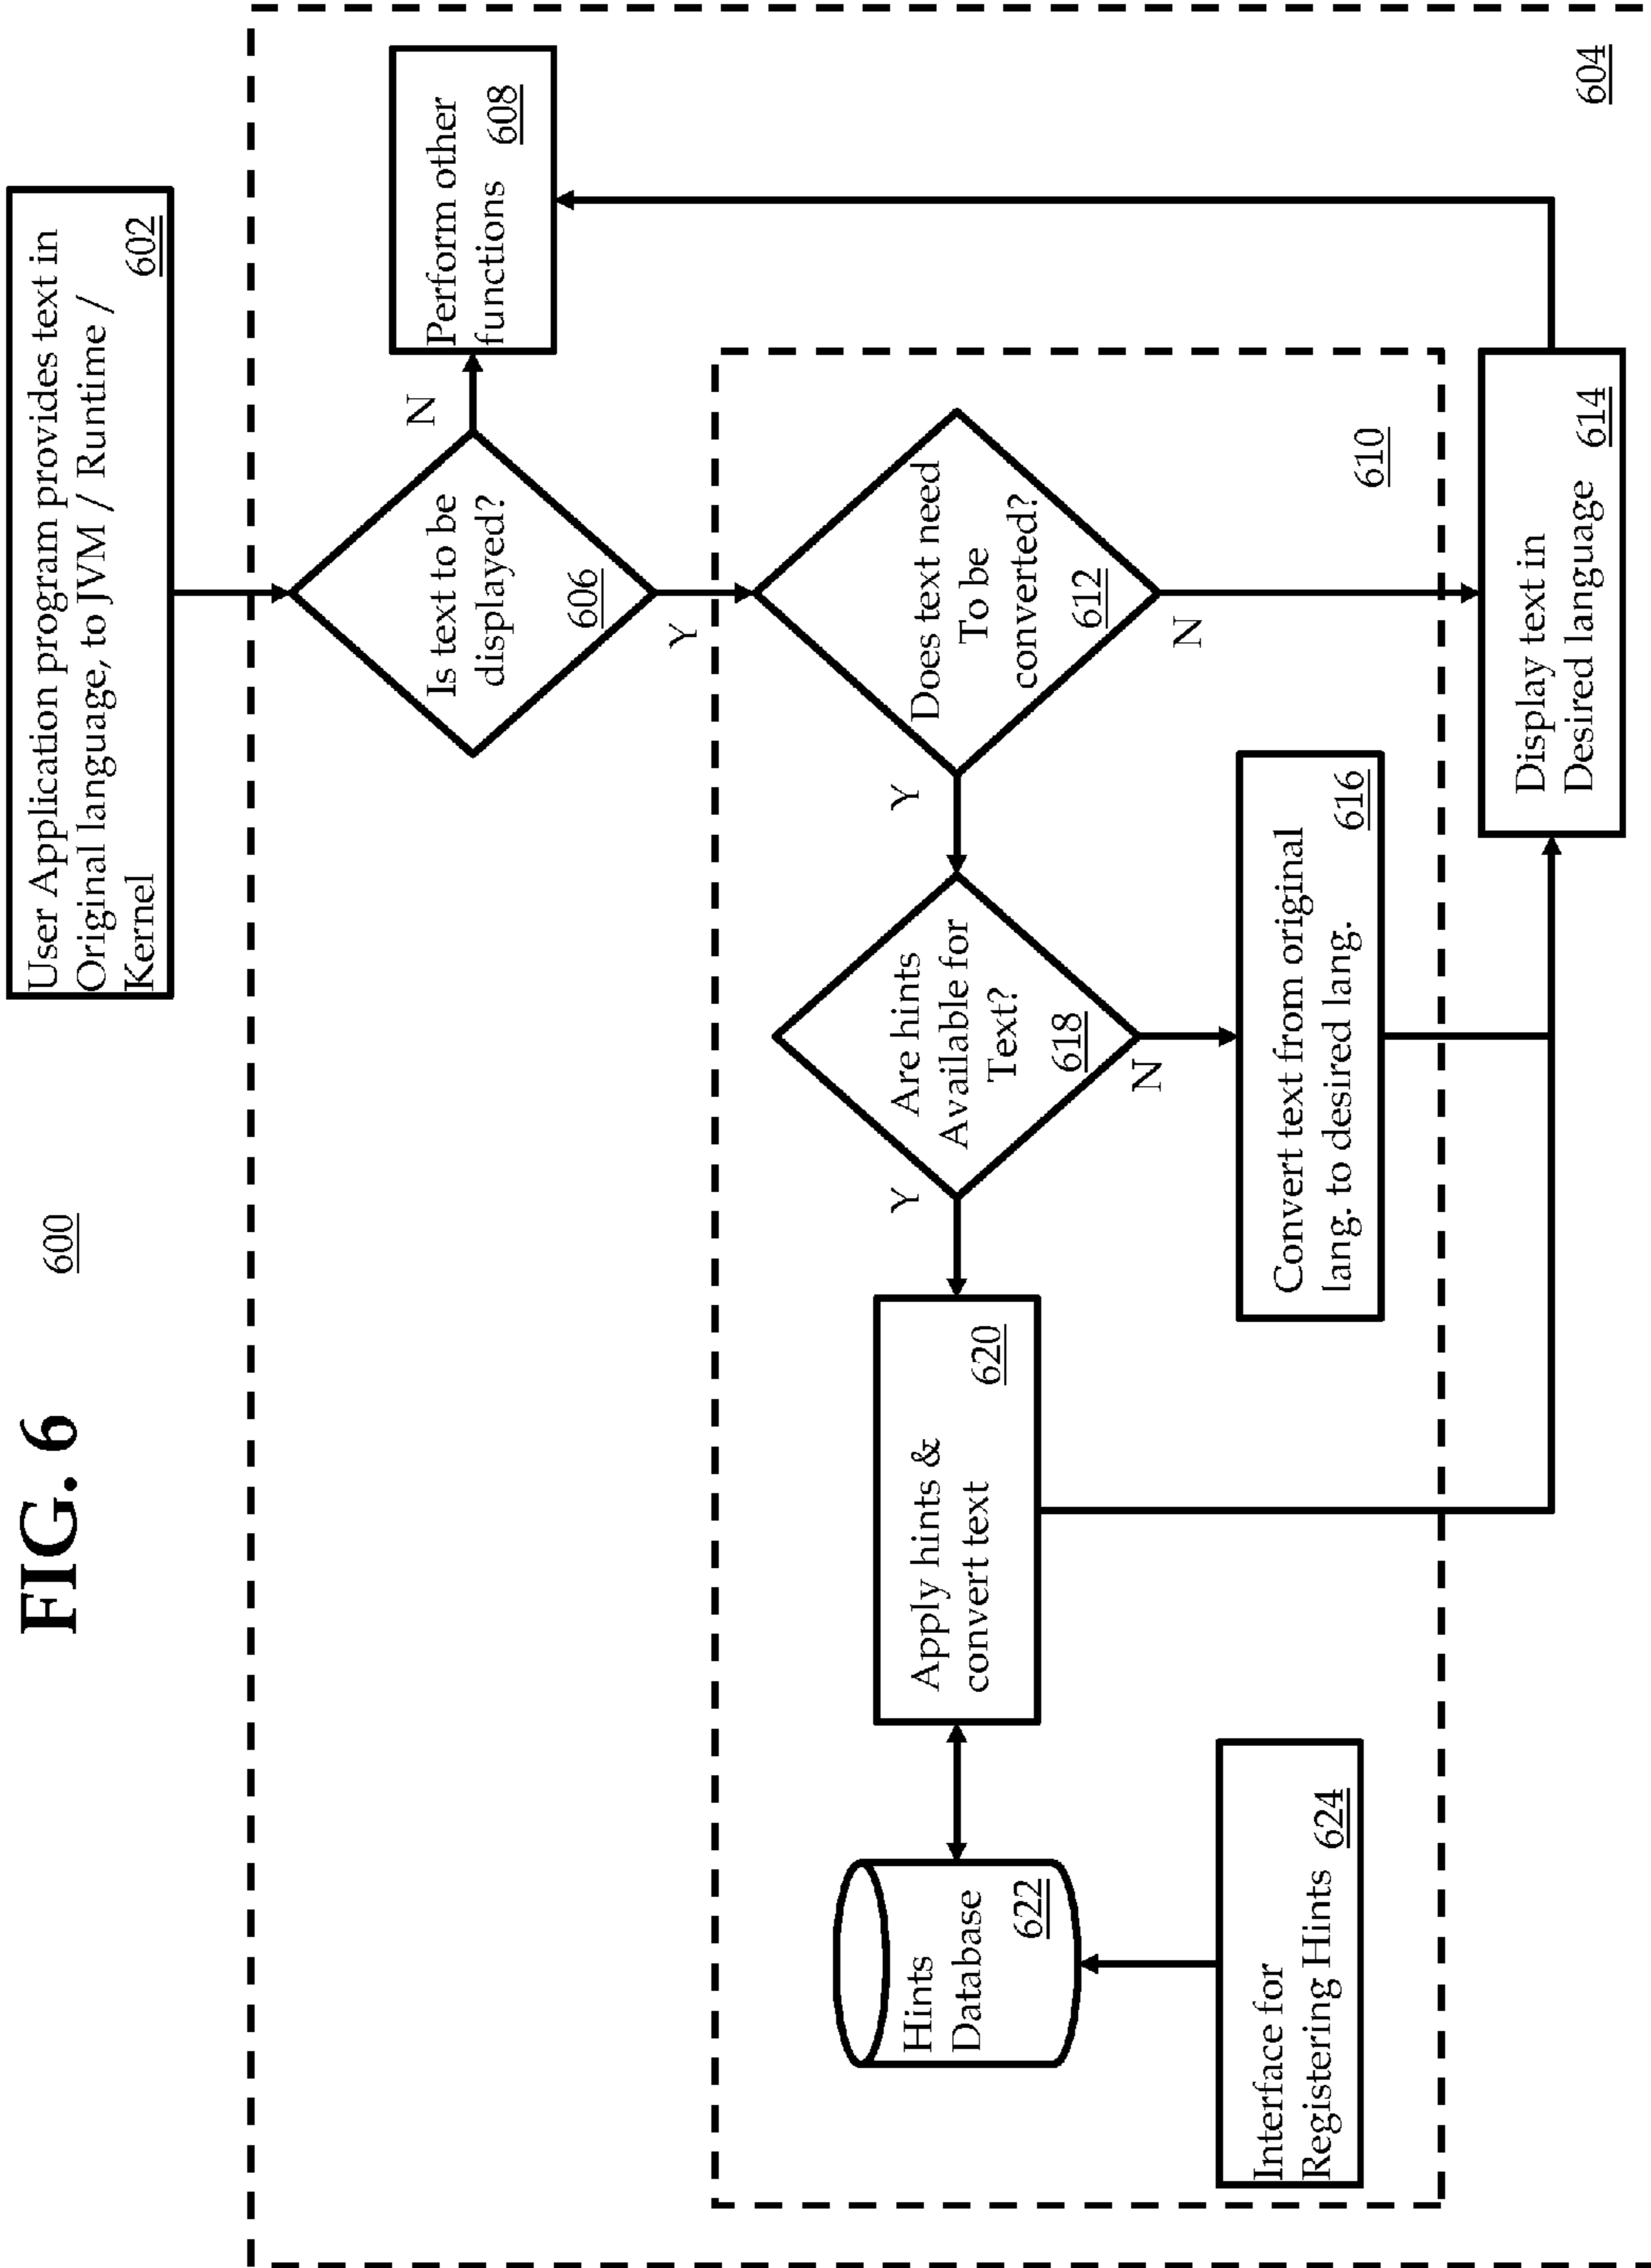 FIG. 6
600
User Application program provides text in
Original language, to JVM / Runtime /
Kernel
602
Is text to be
displayed?
606
N
Y
Perform other
functions 608
Does text need
To be
converted?
612
Y
N
Are hints
Available for
Text?
618
Y
N
Apply hints &
convert text
620
Hints
Database
622
Interface for
Registering Hints 624
Convert text from original
lang. to desired lang.
616
610
Display text in
Desired language 614
604